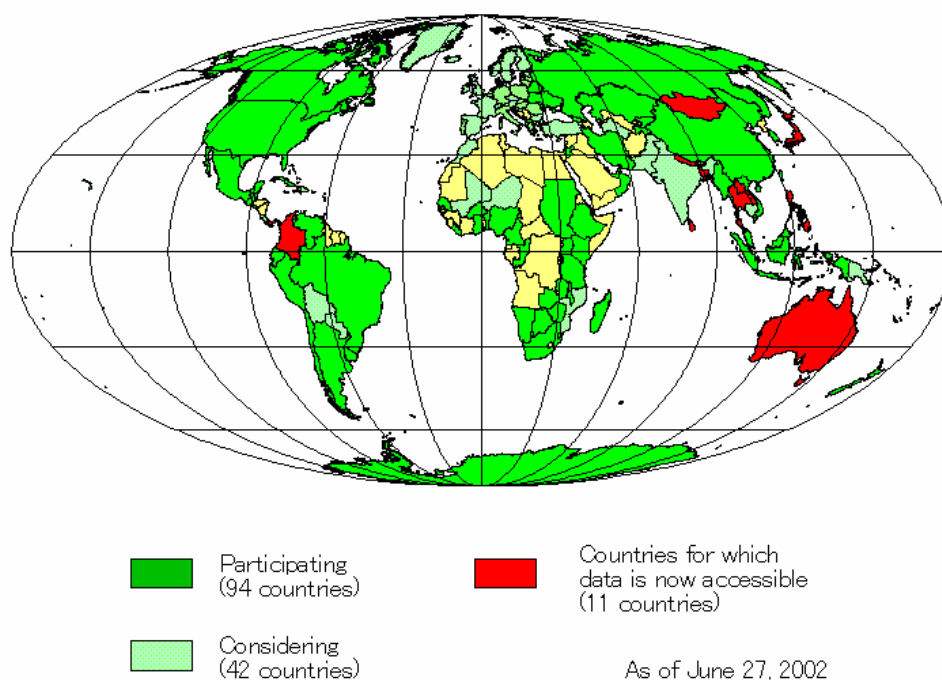 Participating
(94 countries)
Countries for which
data is now accessible
(11 countries)
Considering
(42 countries)
As of June 27, 2002